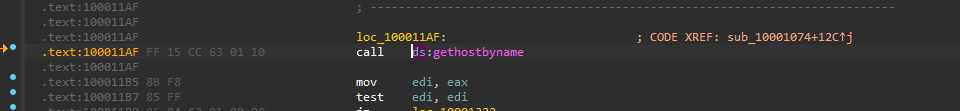 .text:100011AF ; ---------------------------------------------------------------------------
.text:100011AF
.text:100011AF loc_100011AF: ; CODE XREF: sub_10001074+12C↑j
.text:100011AF FF 15 CC 63 01 10 call ds:gethostbyname
.text:100011AF
.text:100011B5 8B F8 mov edi, eax
.text:100011B7 85 FF test edi, edi